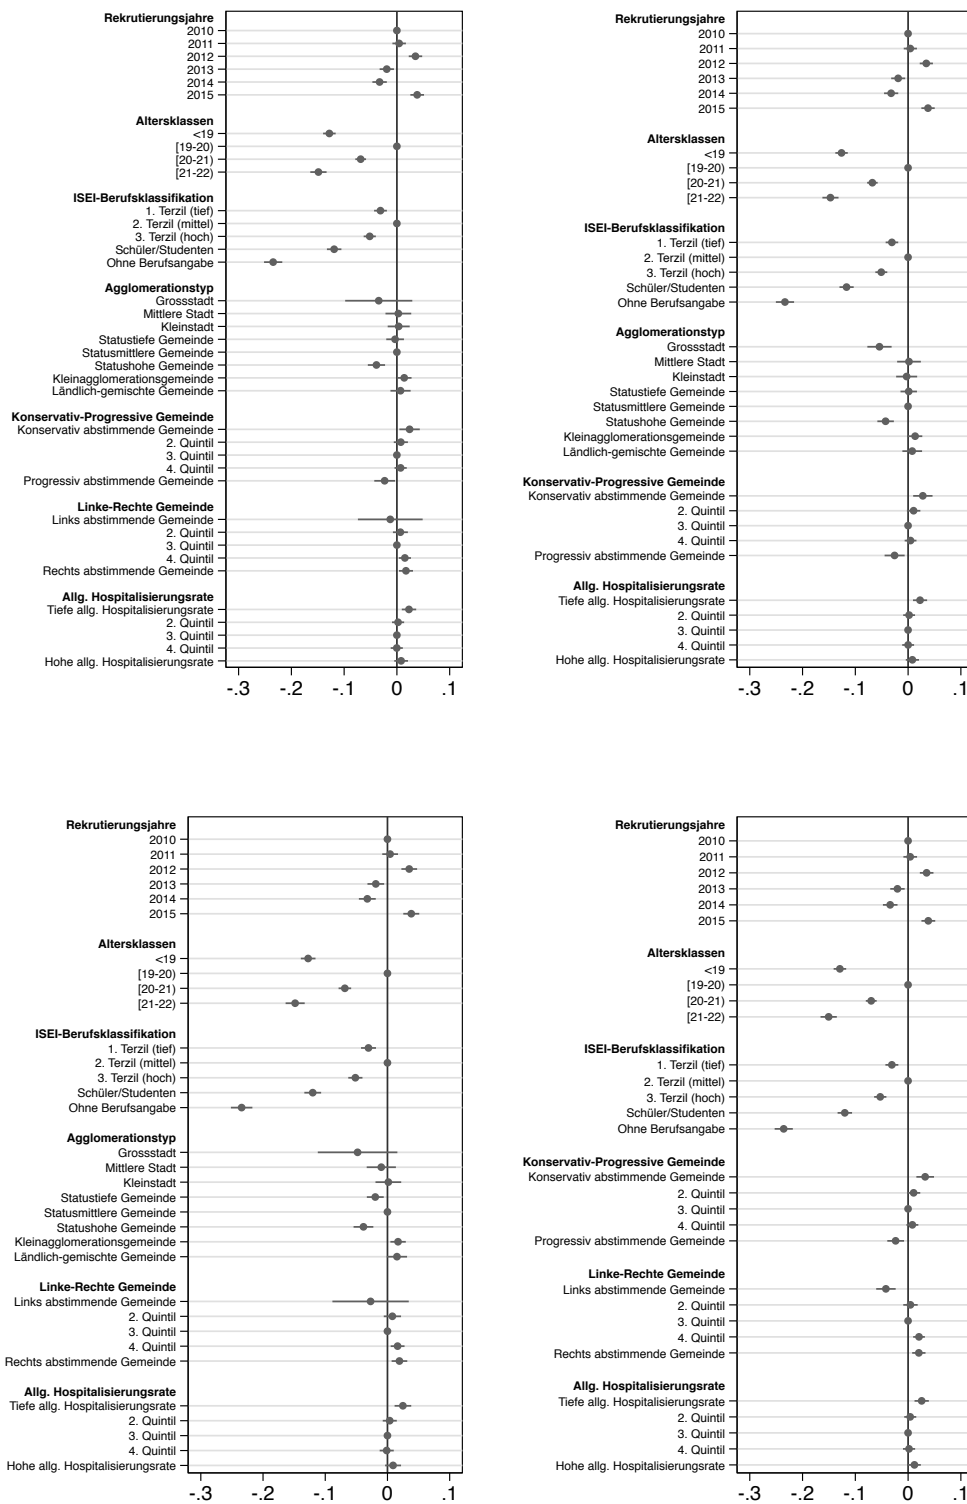 Rekrutierungsjahre
2010
2011
2012
2013
2014
2015
Altersklassen
<19
[19-20)
[20-21)
[21-22)
ISEI-Berufsklassifikation
1. Terzil (tief)
2. Terzil (mittel)
3. Terzil (hoch)
Schüler/Studenten
Ohne Berufsangabe
Agglomerationstyp
Grossstadt
Mittlere Stadt
Kleinstadt
Statustiefe Gemeinde
Statusmittlere Gemeinde
Statushohe Gemeinde
Kleinagglomerationsgemeinde
Ländlich-gemischte Gemeinde
Konservativ-Progressive Gemeinde
Konservativ abstimmende Gemeinde
2. Quintil
3. Quintil
4. Quintil
Progressiv abstimmende Gemeinde
Linke-Rechte Gemeinde
Links abstimmende Gemeinde
2. Quintil
3. Quintil
4. Quintil
Rechts abstimmende Gemeinde
Allg. Hospitalisierungsrate
Tiefe allg. Hospitalisierungsrate
2. Quintil
3. Quintil
4. Quintil
Hohe allg. Hospitalisierungsrate
-.3 -.2 -.1 0 .1
Rekrutierungsjahre
2010
2011
2012
2013
2014
2015
Altersklassen
<19
[19-20)
[20-21)
[21-22)
ISEI-Berufsklassifikation
1. Terzil (tief)
2. Terzil (mittel)
3. Terzil (hoch)
Schüler/Studenten
Ohne Berufsangabe
Agglomerationstyp
Grossstadt
Mittlere Stadt
Kleinstadt
Statustiefe Gemeinde
Statusmittlere Gemeinde
Statushohe Gemeinde
Kleinagglomerationsgemeinde
Ländlich-gemischte Gemeinde
Konservativ-Progressive Gemeinde
Konservativ abstimmende Gemeinde
2. Quintil
3. Quintil
4. Quintil
Progressiv abstimmende Gemeinde
Allg. Hospitalisierungsrate
Tiefe allg. Hospitalisierungsrate
2. Quintil
3. Quintil
4. Quintil
Hohe allg. Hospitalisierungsrate
-.3 -.2 -.1 0 .1
Rekrutierungsjahre
2010
2011
2012
2013
2014
2015
Altersklassen
<19
[19-20)
[20-21)
[21-22)
ISEI-Berufsklassifikation
1. Terzil (tief)
2. Terzil (mittel)
3. Terzil (hoch)
Schüler/Studenten
Ohne Berufsangabe
Agglomerationstyp
Grossstadt
Mittlere Stadt
Kleinstadt
Statustiefe Gemeinde
Statusmittlere Gemeinde
Statushohe Gemeinde
Kleinagglomerationsgemeinde
Ländlich-gemischte Gemeinde
Linke-Rechte Gemeinde
Links abstimmende Gemeinde
2. Quintil
3. Quintil
4. Quintil
Rechts abstimmende Gemeinde
Allg. Hospitalisierungsrate
Tiefe allg. Hospitalisierungsrate
2. Quintil
3. Quintil
4. Quintil
Hohe allg. Hospitalisierungsrate
-.3 -.2 -.1 0 .1
Rekrutierungsjahre
2010
2011
2012
2013
2014
2015
Altersklassen
<19
[19-20)
[20-21)
[21-22)
ISEI-Berufsklassifikation
1. Terzil (tief)
2. Terzil (mittel)
3. Terzil (hoch)
Schüler/Studenten
Ohne Berufsangabe
Konservativ-Progressive Gemeinde
Konservativ abstimmende Gemeinde
2. Quintil
3. Quintil
4. Quintil
Progressiv abstimmende Gemeinde
Linke-Rechte Gemeinde
Links abstimmende Gemeinde
2. Quintil
3. Quintil
4. Quintil
Rechts abstimmende Gemeinde
Allg. Hospitalisierungsrate
Tiefe allg. Hospitalisierungsrate
2. Quintil
3. Quintil
4. Quintil
Hohe allg. Hospitalisierungsrate
-.3 -.2 -.1 0 .1